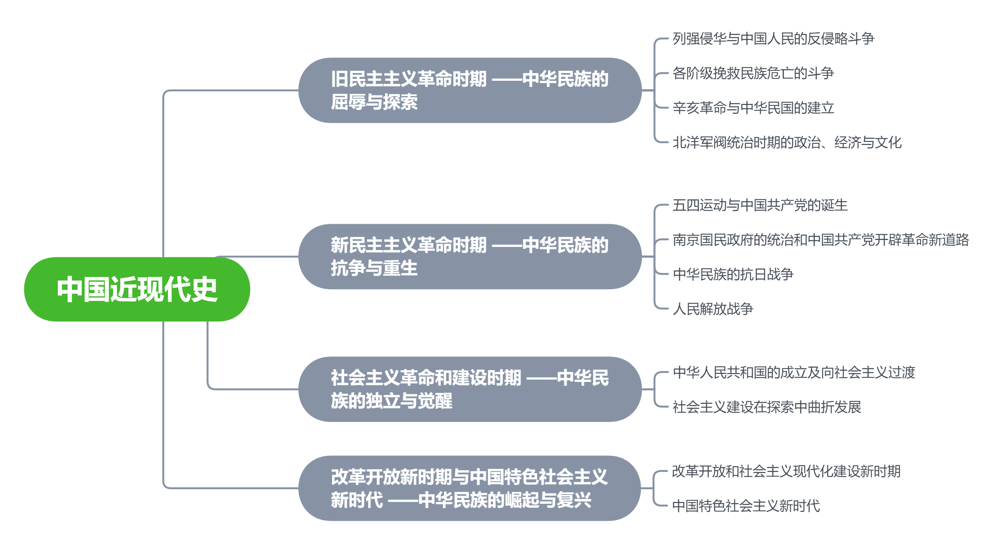 中国近现代史
旧民主主义革命时期 ——中华民族的
屈辱与探索
列强侵华与中国人民的反侵略斗争
各阶级挽救民族危亡的斗争
辛亥革命与中华民国的建立
北洋军阀统治时期的政治、经济与文化
新民主主义革命时期 ——中华民族的
抗争与重生
五四运动与中国共产党的诞生
南京国民政府的统治和中国共产党开辟革命新道路
中华民族的抗日战争
人民解放战争
社会主义革命和建设时期 ——中华民
族的独立与觉醒
中华人民共和国的成立及向社会主义过渡
社会主义建设在探索中曲折发展
改革开放新时期与中国特色社会主义
新时代 ——中华民族的崛起与复兴
改革开放和社会主义现代化建设新时期
中国特色社会主义新时代